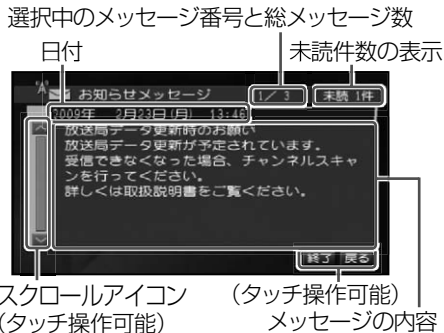 選択中のメッセージ番号と総メッセージ数
日付
未読件数の表示
お知らせメッセージ
1／ 3
未読 1件
2009年 2月23日(月) 13:46
放送局データ更新時のお願い
放送局データ更新が予定されています。
受信できなくなった場合、チャンネルスキャ
ンを行ってください。
詳しくは取扱説明書をご覧ください。
終了 戻る
スクロールアイコン
(タッチ操作可能)
(タッチ操作可能)
メッセージの内容